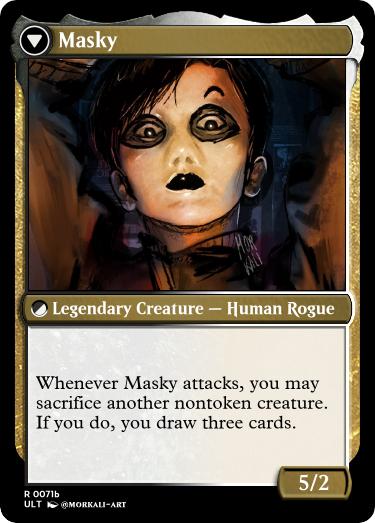 Masky
Legendary Creature — Human Rogue
Whenever Masky attacks, you may
sacrifice another nontoken creature.
If you do, you draw three cards.
5/2
R 0071b
ULT @MORKALI-ART